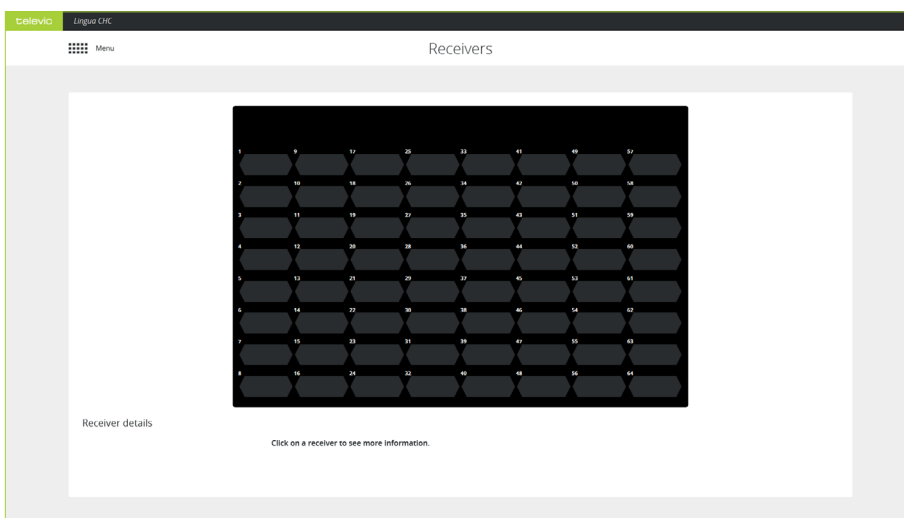 televic Lingua CHC
Menu Receivers
1 9 17 25 33 41 49 57
2 10 18 26 34 42 50 58
3 11 19 27 35 43 51 59
4 12 20 28 36 44 52 60
5 13 21 29 37 45 53 61
6 14 22 30 38 46 54 62
7 15 23 31 39 47 55 63
8 16 24 32 40 48 56 64
Receiver details
Click on a receiver to see more information.